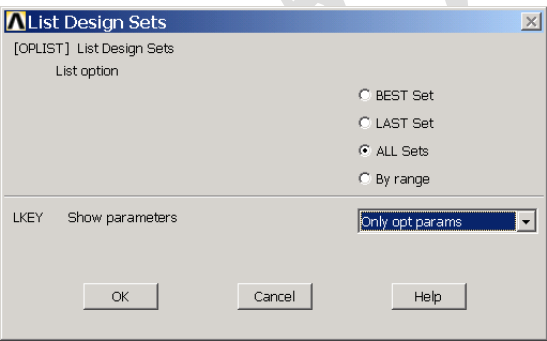 List Design Sets
[OPLIST] List Design Sets
List option
BEST Set
LAST Set
ALL Sets
By range
LKEY Show parameters Only opt params
OK Cancel Help